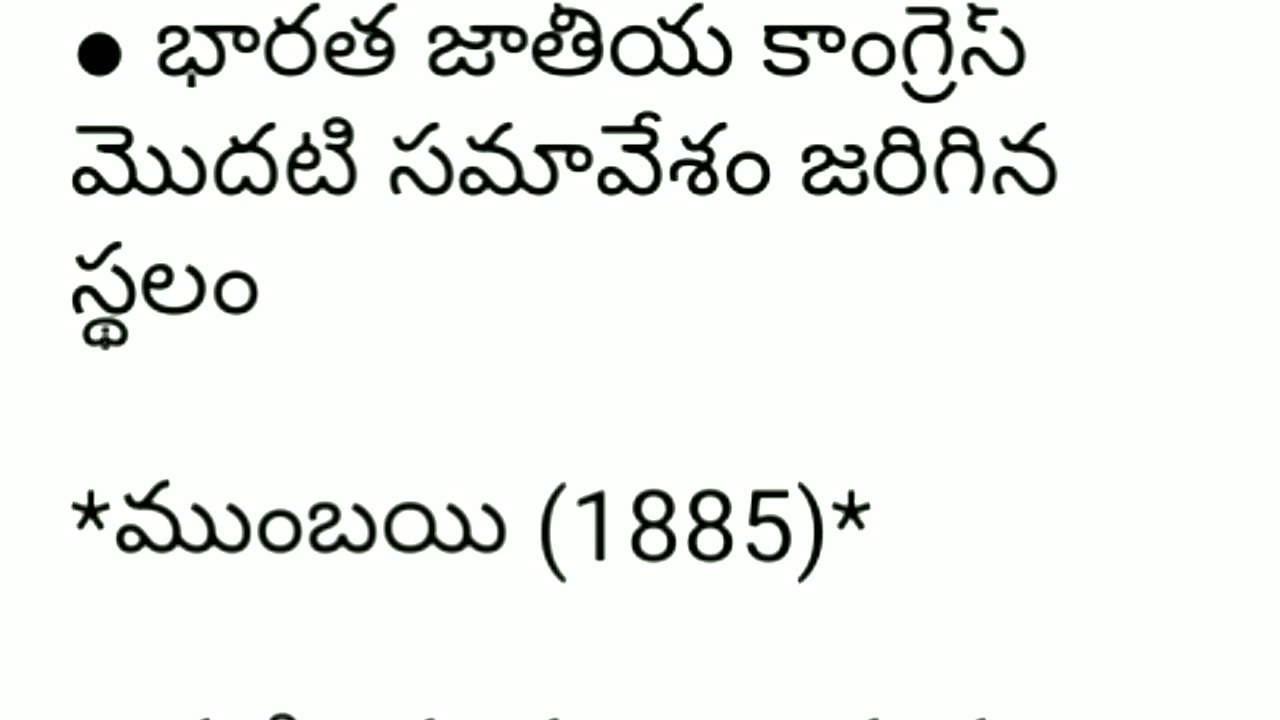 ● భారత జాతీయ కాంగ్రెస్
మొదటి సమావేశం జరిగిన
స్థలం
*ముంబయి (1885)*